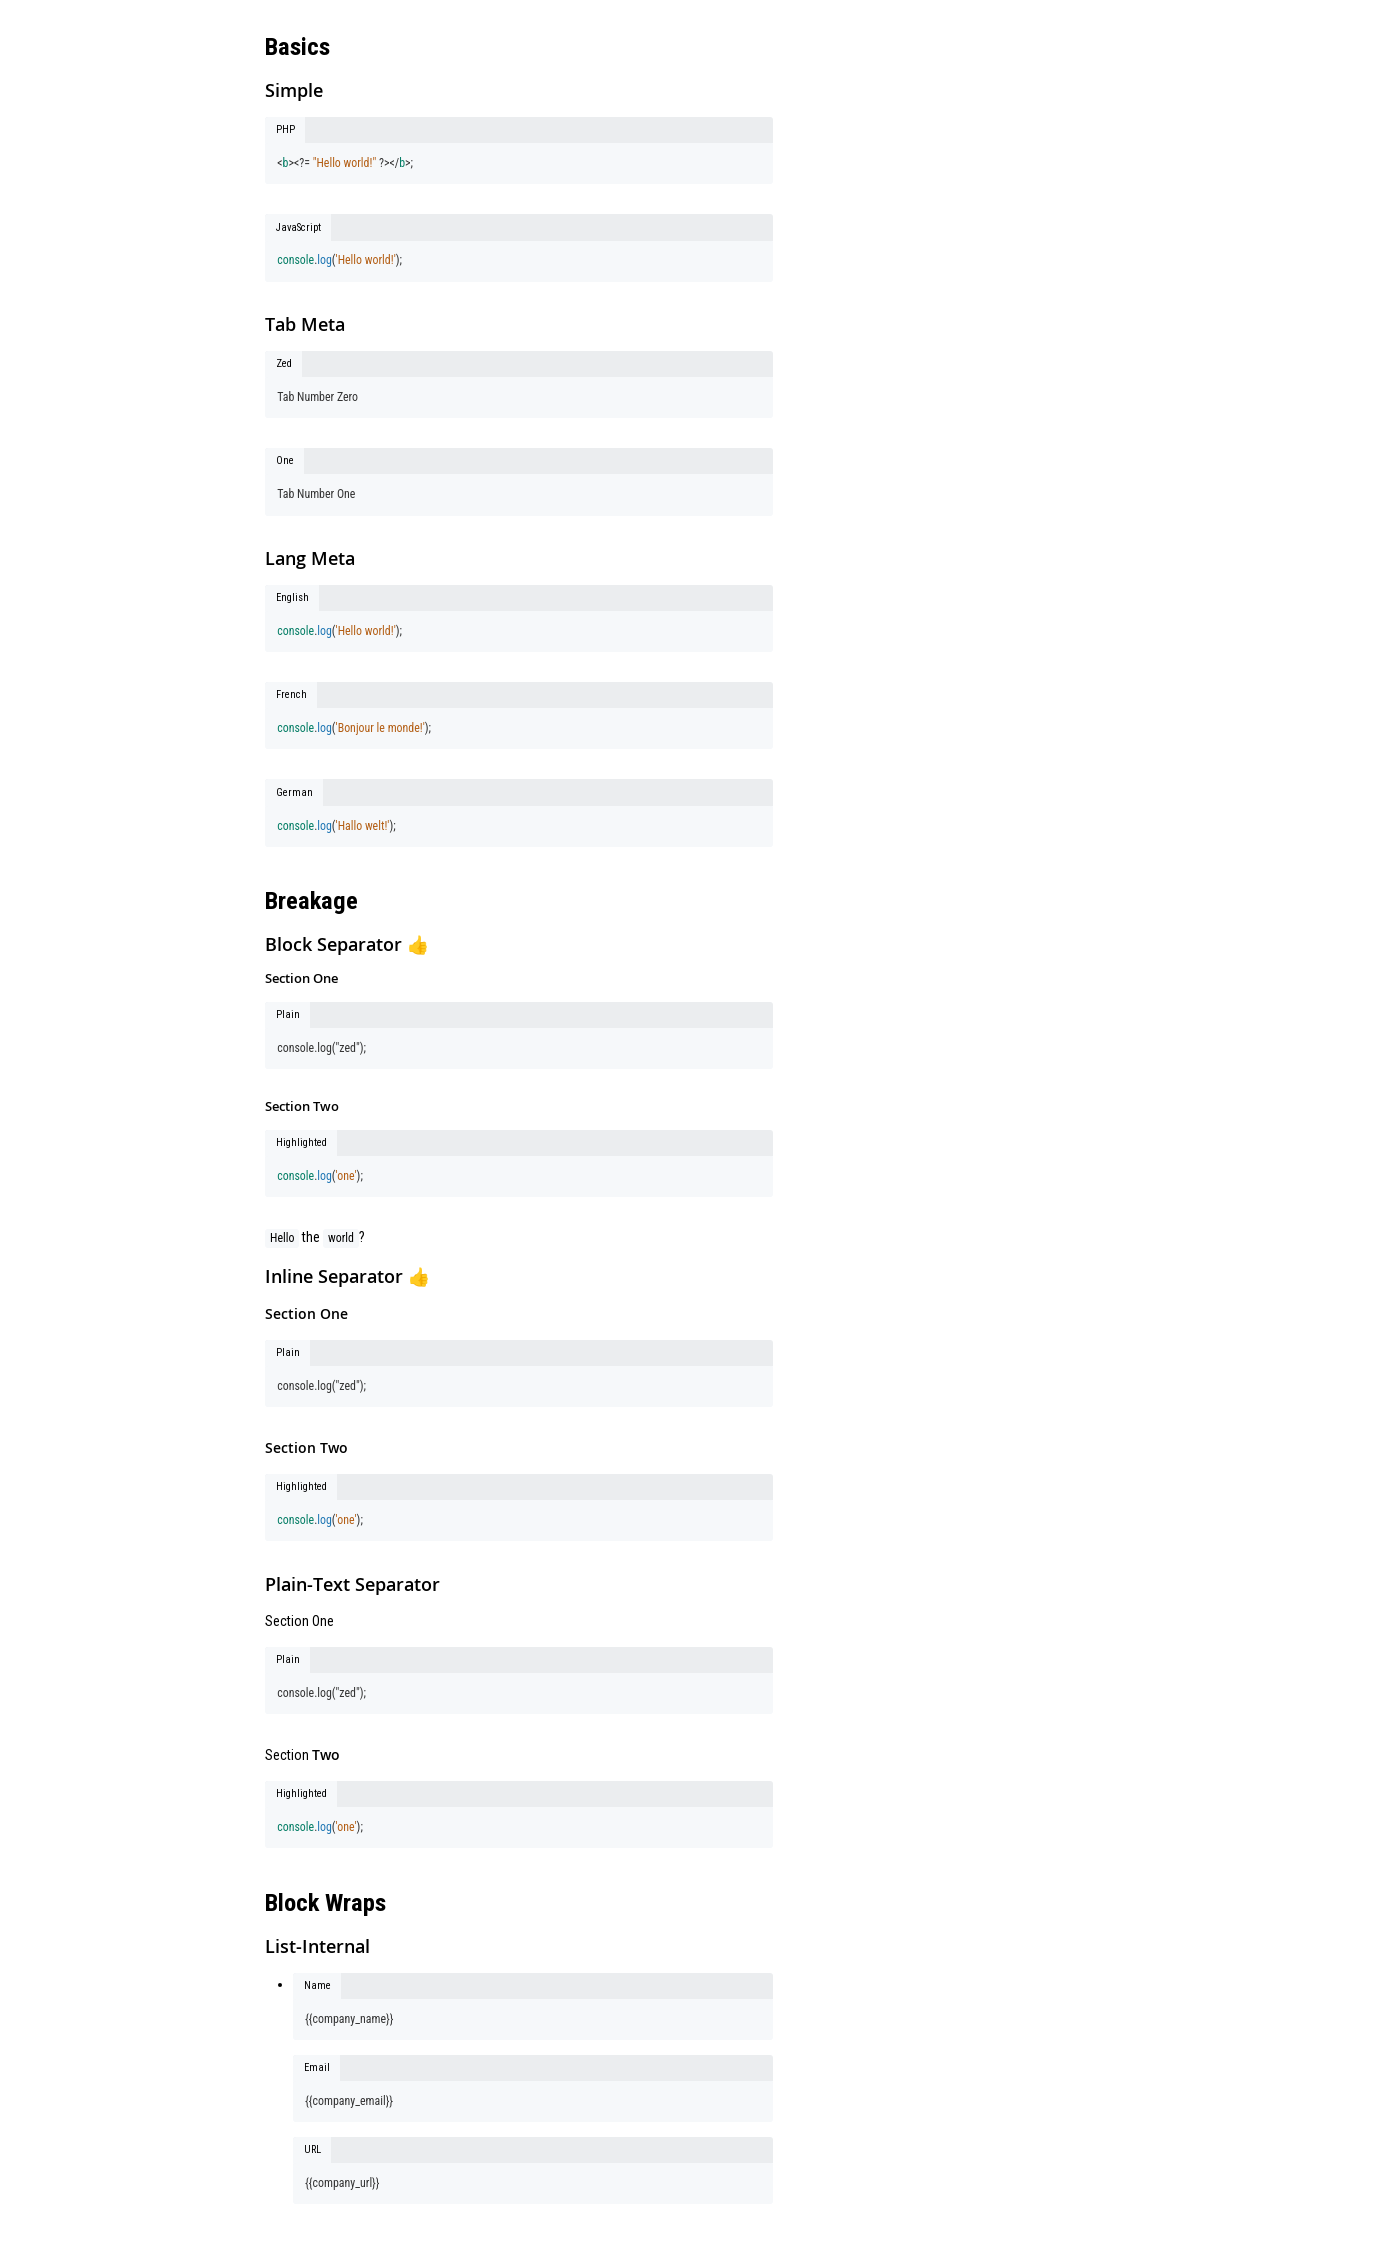 Basics
Simple
PHP
<b><?= "Hello world!" ?></b>;
JavaScript
console.log('Hello world!');
Tab Meta
Zed
Tab Number Zero
One
Tab Number One
Lang Meta
English
console.log('Hello world!');
French
console.log('Bonjour le monde!');
German
console.log('Hallo welt!');
Breakage
Block Separator 👍
Section One
Plain
console.log("zed");
Section Two
Highlighted
console.log('one');
Hello the world ?
Inline Separator 👍
Section One
Plain
console.log("zed");
Section Two
Highlighted
console.log('one');
Plain-Text Separator
Section One
Plain
console.log("zed");
Section Two
Highlighted
console.log('one');
Block Wraps
List-Internal
• Name
{{company_name}}
Email
{{company_email}}
URL
{{company_url}}